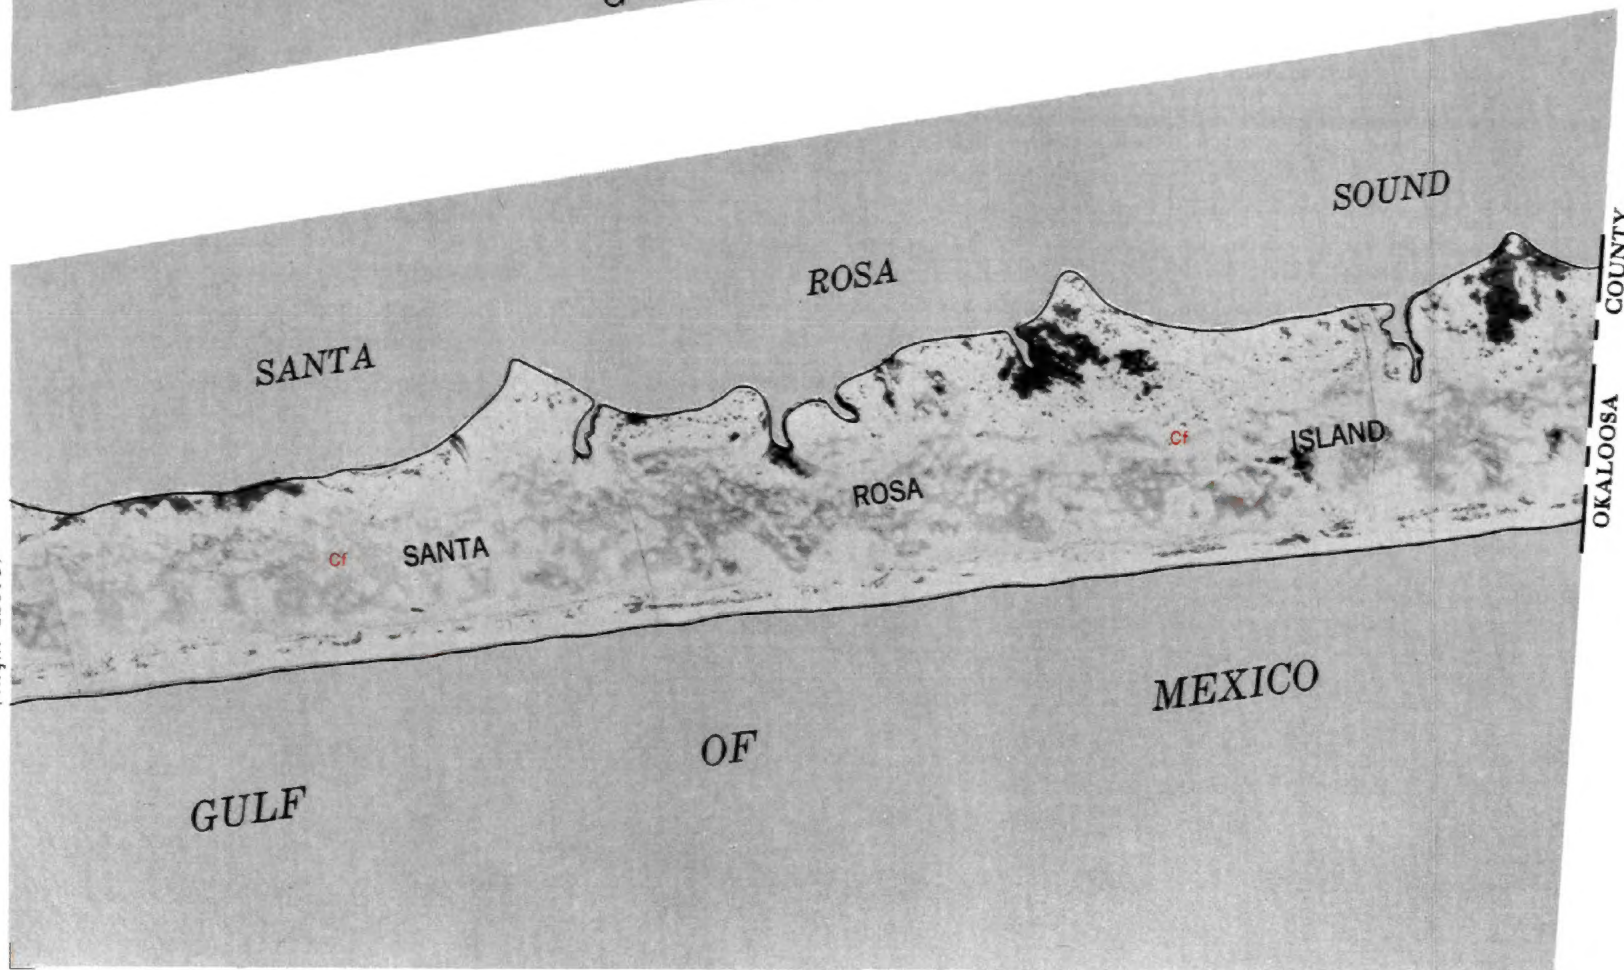 SANTA ROSA SOUND
SANTA ROSA ISLAND
Cf
Cf
GULF OF MEXICO
OKALOOSA COUNTY